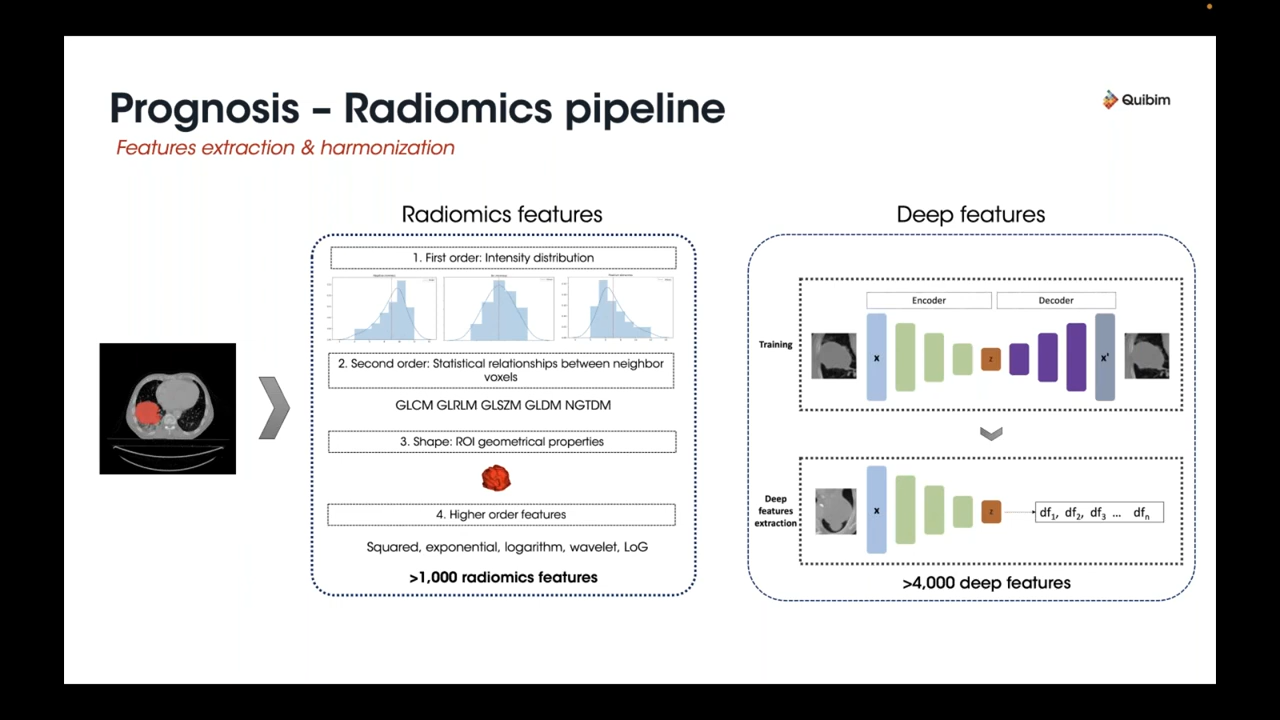 Prognosis – Radiomics pipeline
Quibim
Features extraction & harmonization
Radiomics features
1. First order: Intensity distribution
2. Second order: Statistical relationships between neighbor
voxels
GLCM GLRLM GLSZM GLDM NGTDM
3. Shape: ROI geometrical properties
4. Higher order features
Squared, exponential, logarithm, wavelet, LoG
>1,000 radiomics features
Deep features
Encoder
Decoder
Training
x
z
x'
Deep
features
extraction
x
z
df1, df2, df3 ... dfn
>4,000 deep features